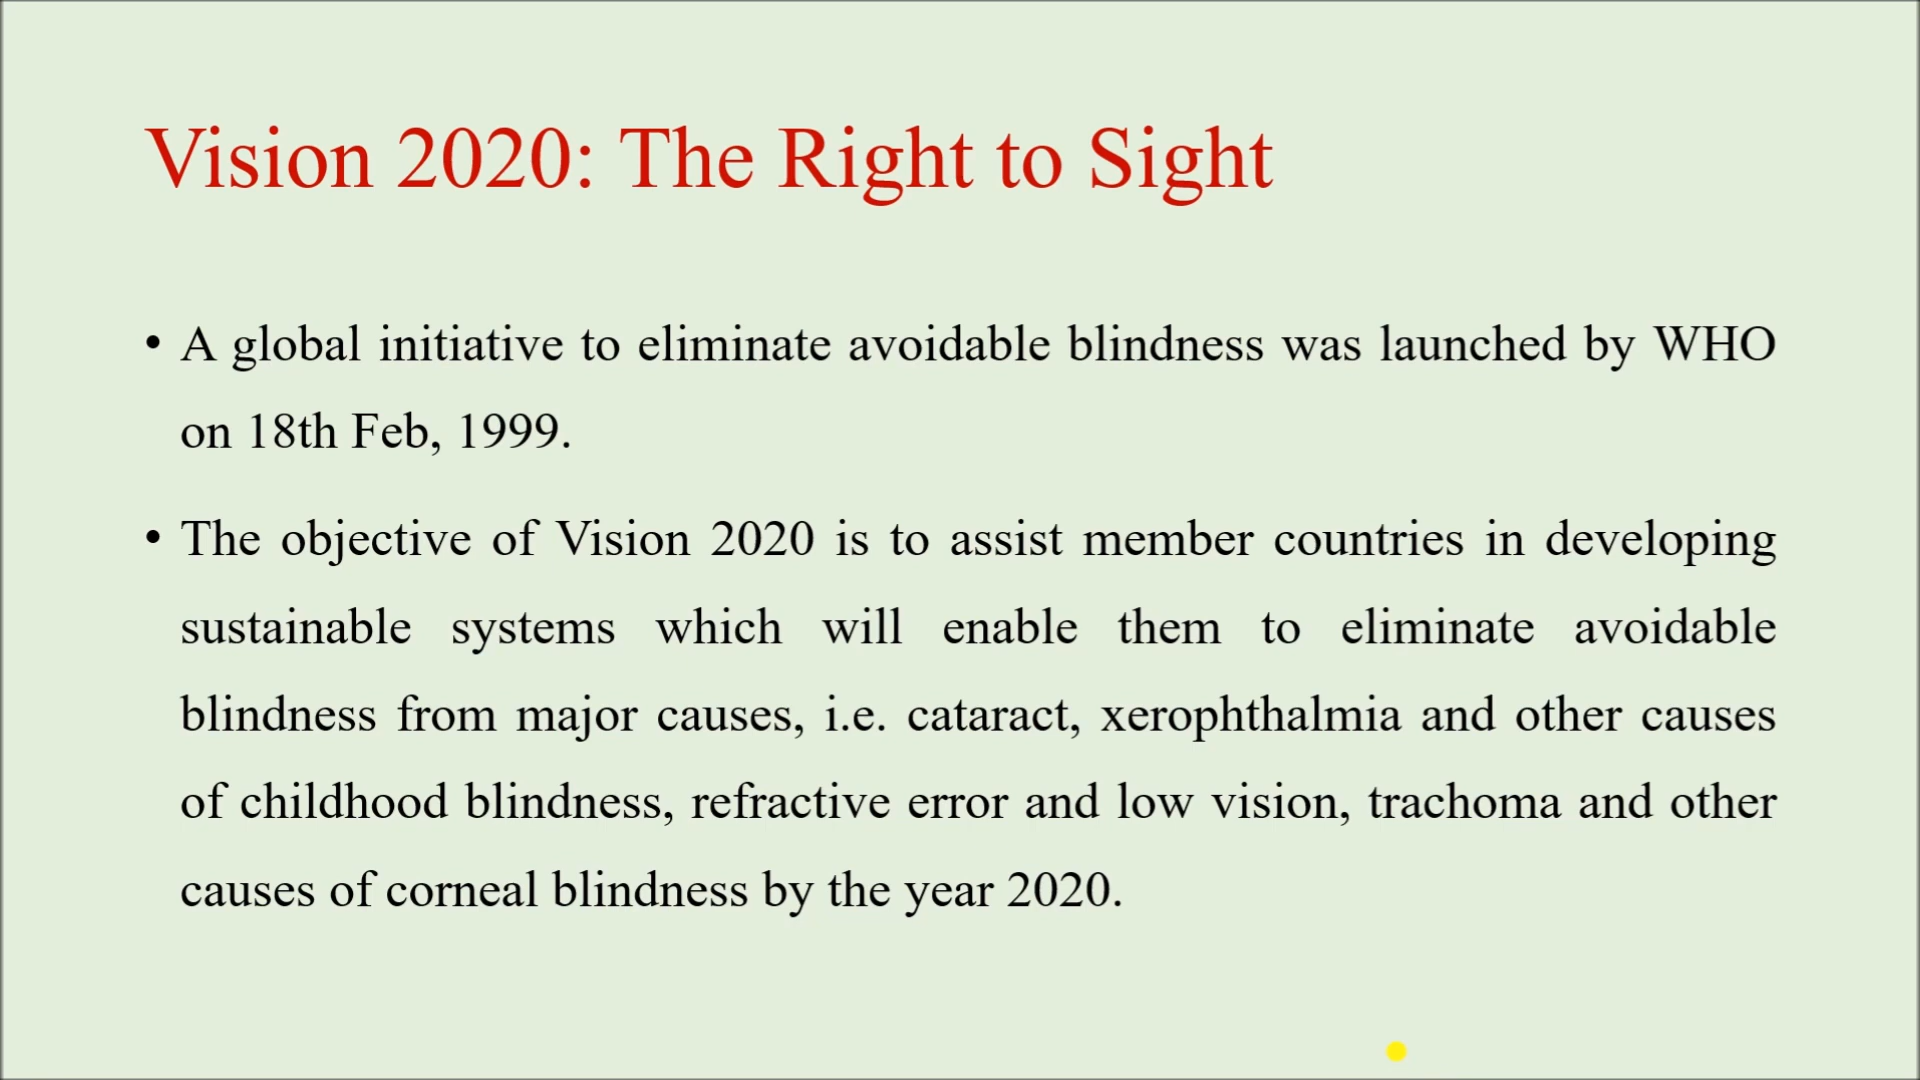 Vision 2020: The Right to Sight
• A global initiative to eliminate avoidable blindness was launched by WHO
on 18th Feb, 1999.
• The objective of Vision 2020 is to assist member countries in developing
sustainable systems which will enable them to eliminate avoidable
blindness from major causes, i.e. cataract, xerophthalmia and other causes
of childhood blindness, refractive error and low vision, trachoma and other
causes of corneal blindness by the year 2020.